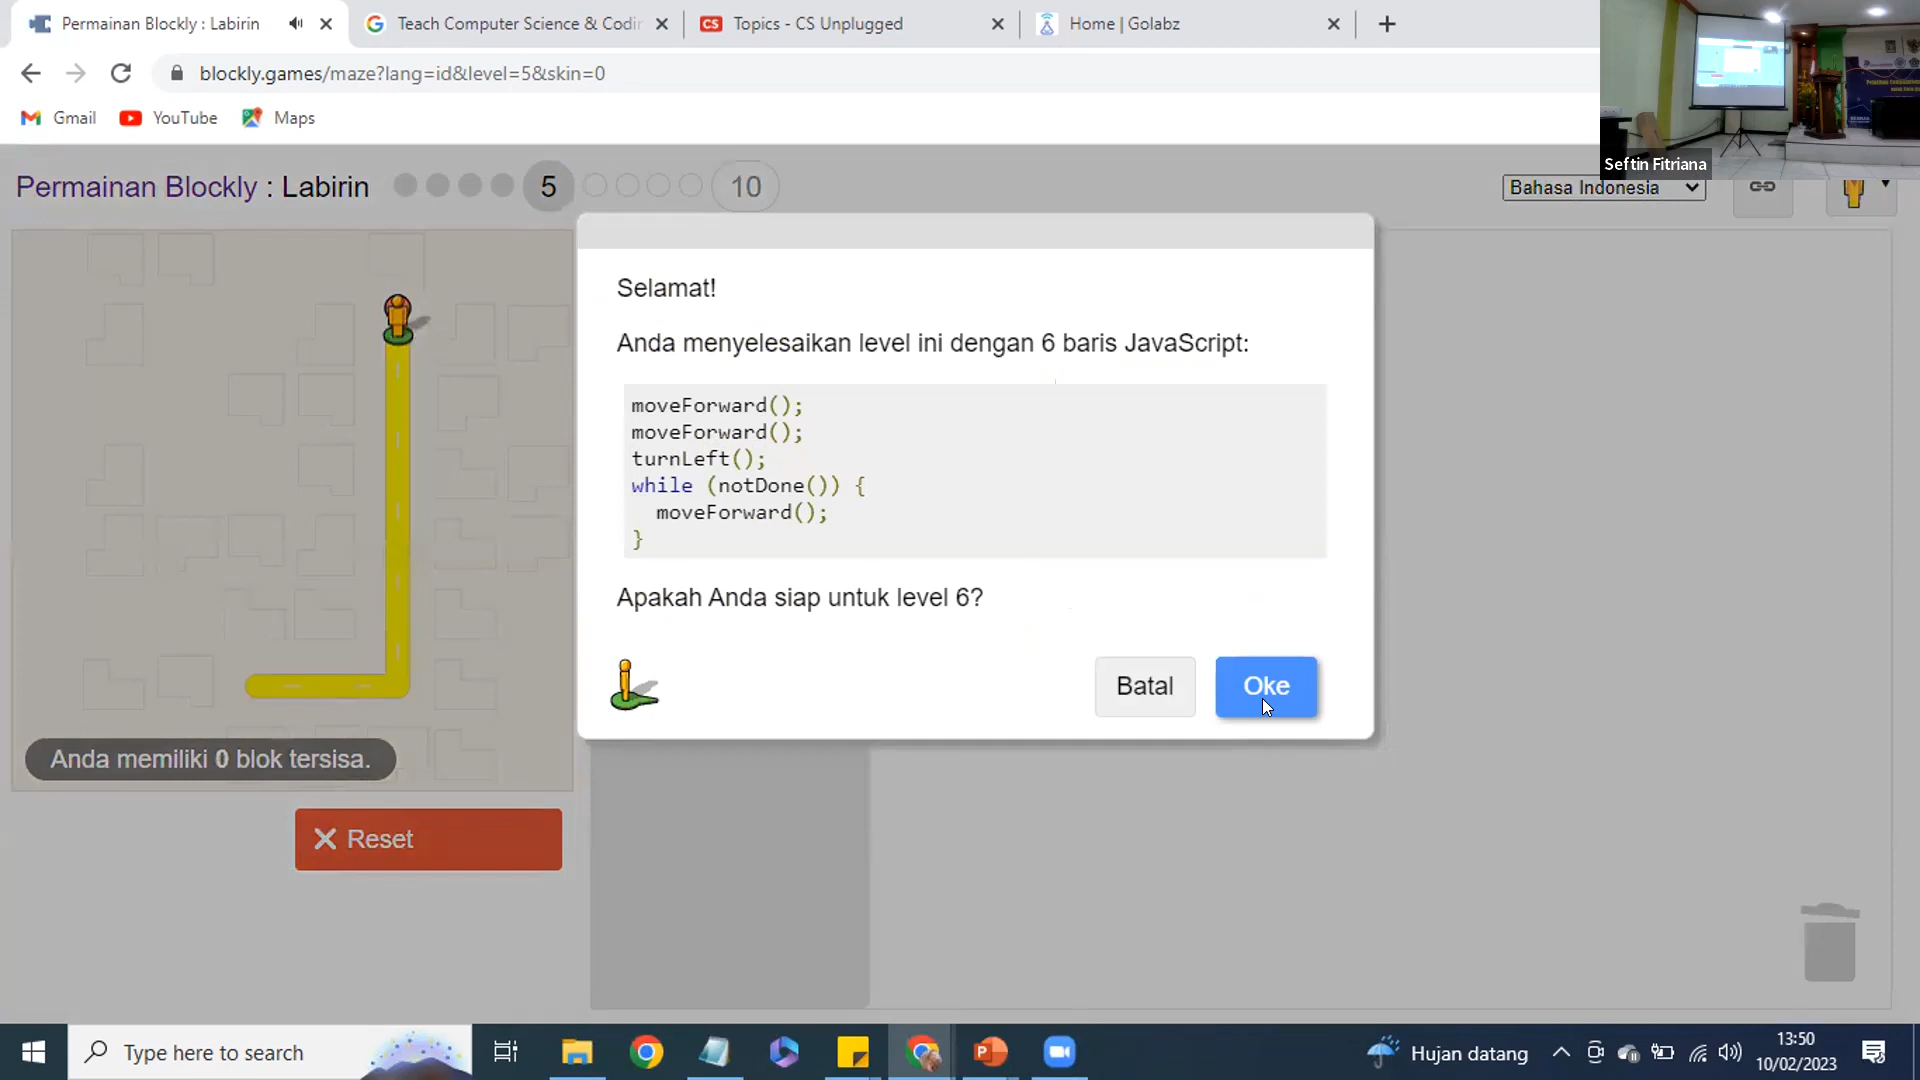 Permainan Blockly : Labirin
Teach Computer Science & Codin
CS
Topics - CS Unplugged
Home | Golabz
blockly.games/maze?lang=id&level=5&skin=0
Gmail
YouTube
Maps
Seftin Fitriana
Permainan Blockly : Labirin
5
10
Bahasa Indonesia
Selamat!
Anda menyelesaikan level ini dengan 6 baris JavaScript:
moveForward();
moveForward();
turnLeft();
while (notDone()) {
  moveForward();
}
Apakah Anda siap untuk level 6?
Batal
Oke
Anda memiliki 0 blok tersisa.
Reset
Type here to search
Hujan datang
13:50
10/02/2023